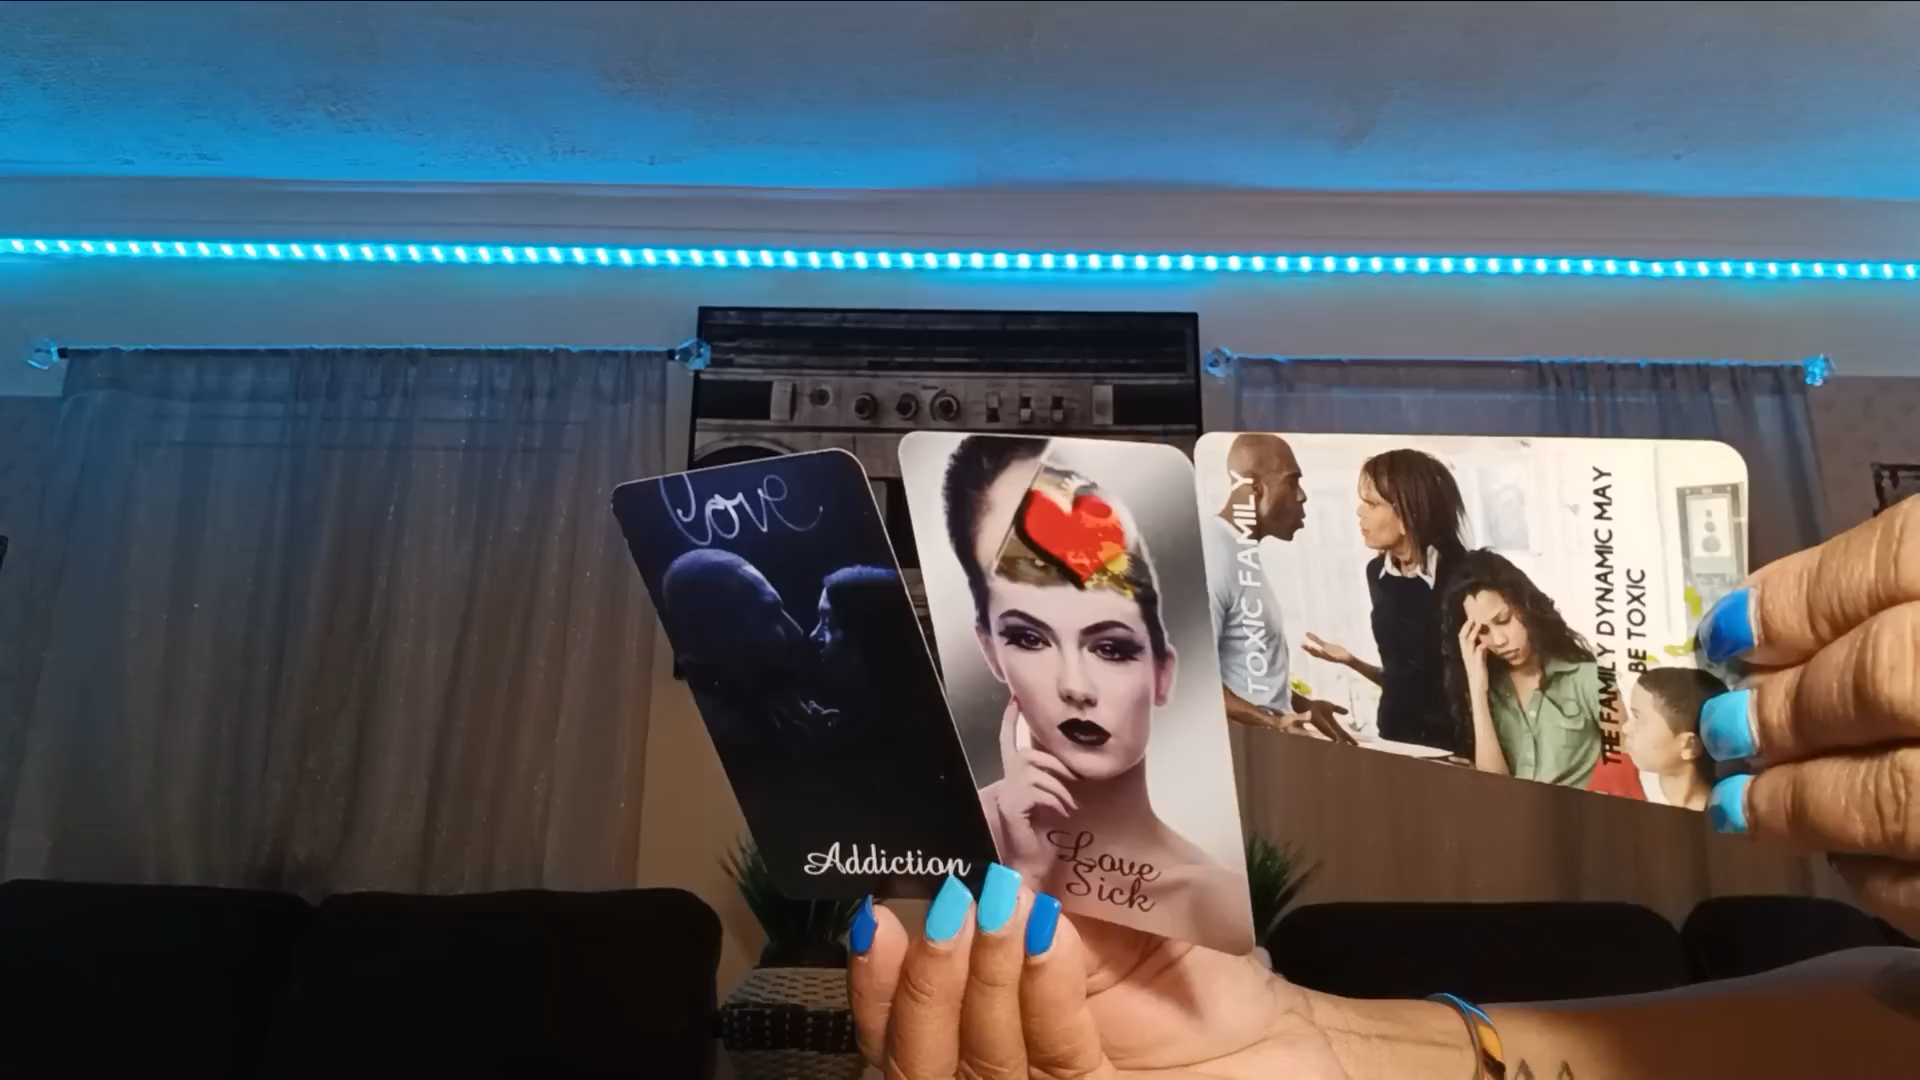 Love
Addiction
Love
Sick
TOXIC FAMILY
THE FAMILY DYNAMIC MAY
BE TOXIC